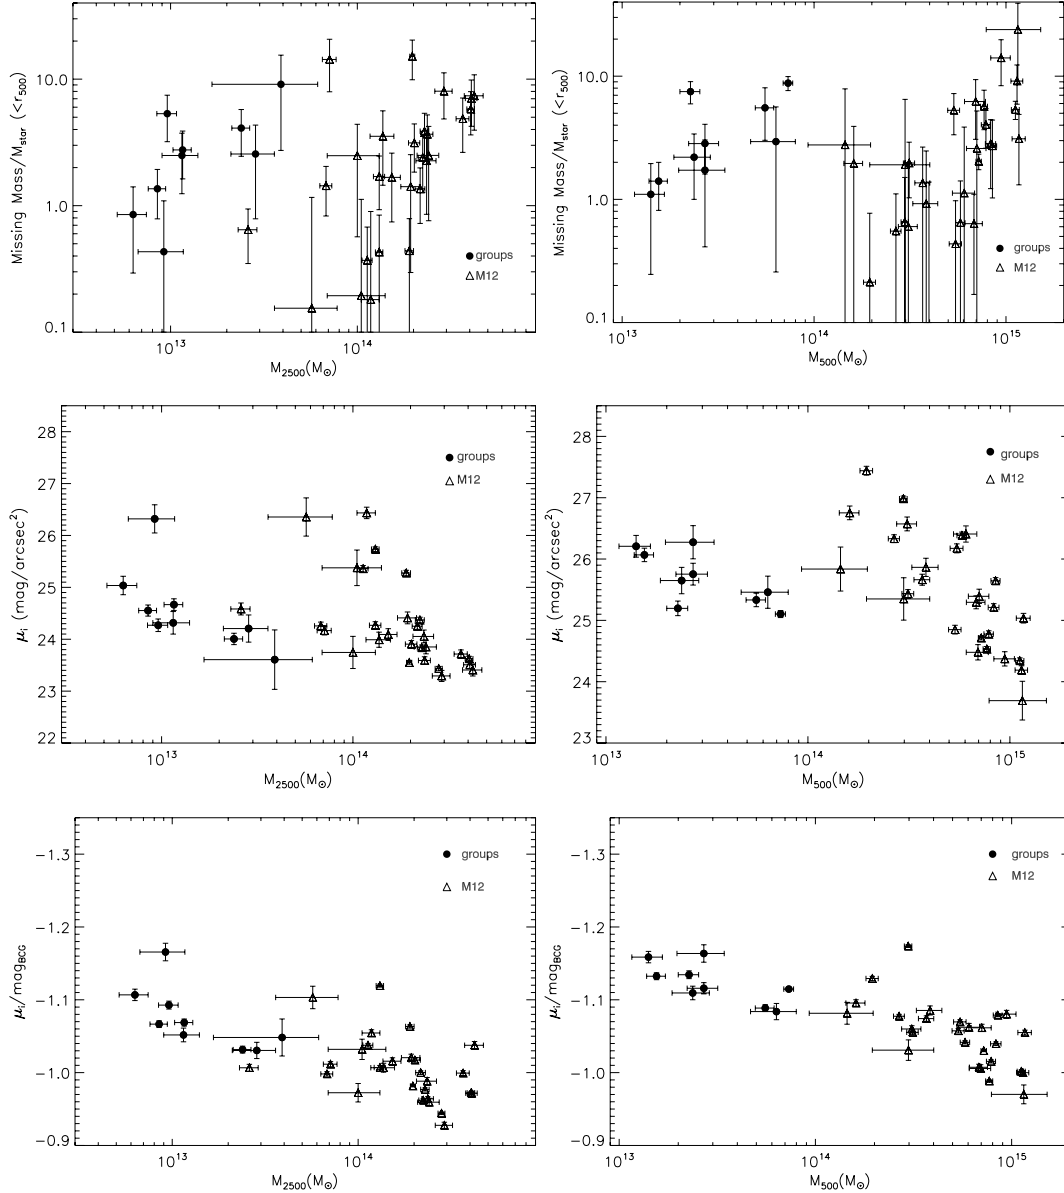 Missing Mass/M_star (<r_500)
10.0
1.0
0.1
groups
M12
10^13
10^14
M_2500(M_⊙)
Missing Mass/M_star (<r_500)
10.0
1.0
0.1
groups
M12
10^13
10^14
10^15
M_500(M_⊙)
μ_i (mag/arcsec^2)
28
27
26
25
24
23
22
groups
M12
10^13
10^14
M_2500(M_⊙)
μ_i (mag/arcsec^2)
28
27
26
25
24
23
groups
M12
10^13
10^14
10^15
M_500(M_⊙)
μ_i/mag_BCG
−1.3
−1.2
−1.1
−1.0
−0.9
groups
M12
10^13
10^14
M_2500(M_⊙)
μ_i/mag_BCG
−1.3
−1.2
−1.1
−1.0
−0.9
groups
M12
10^13
10^14
10^15
M_500(M_⊙)